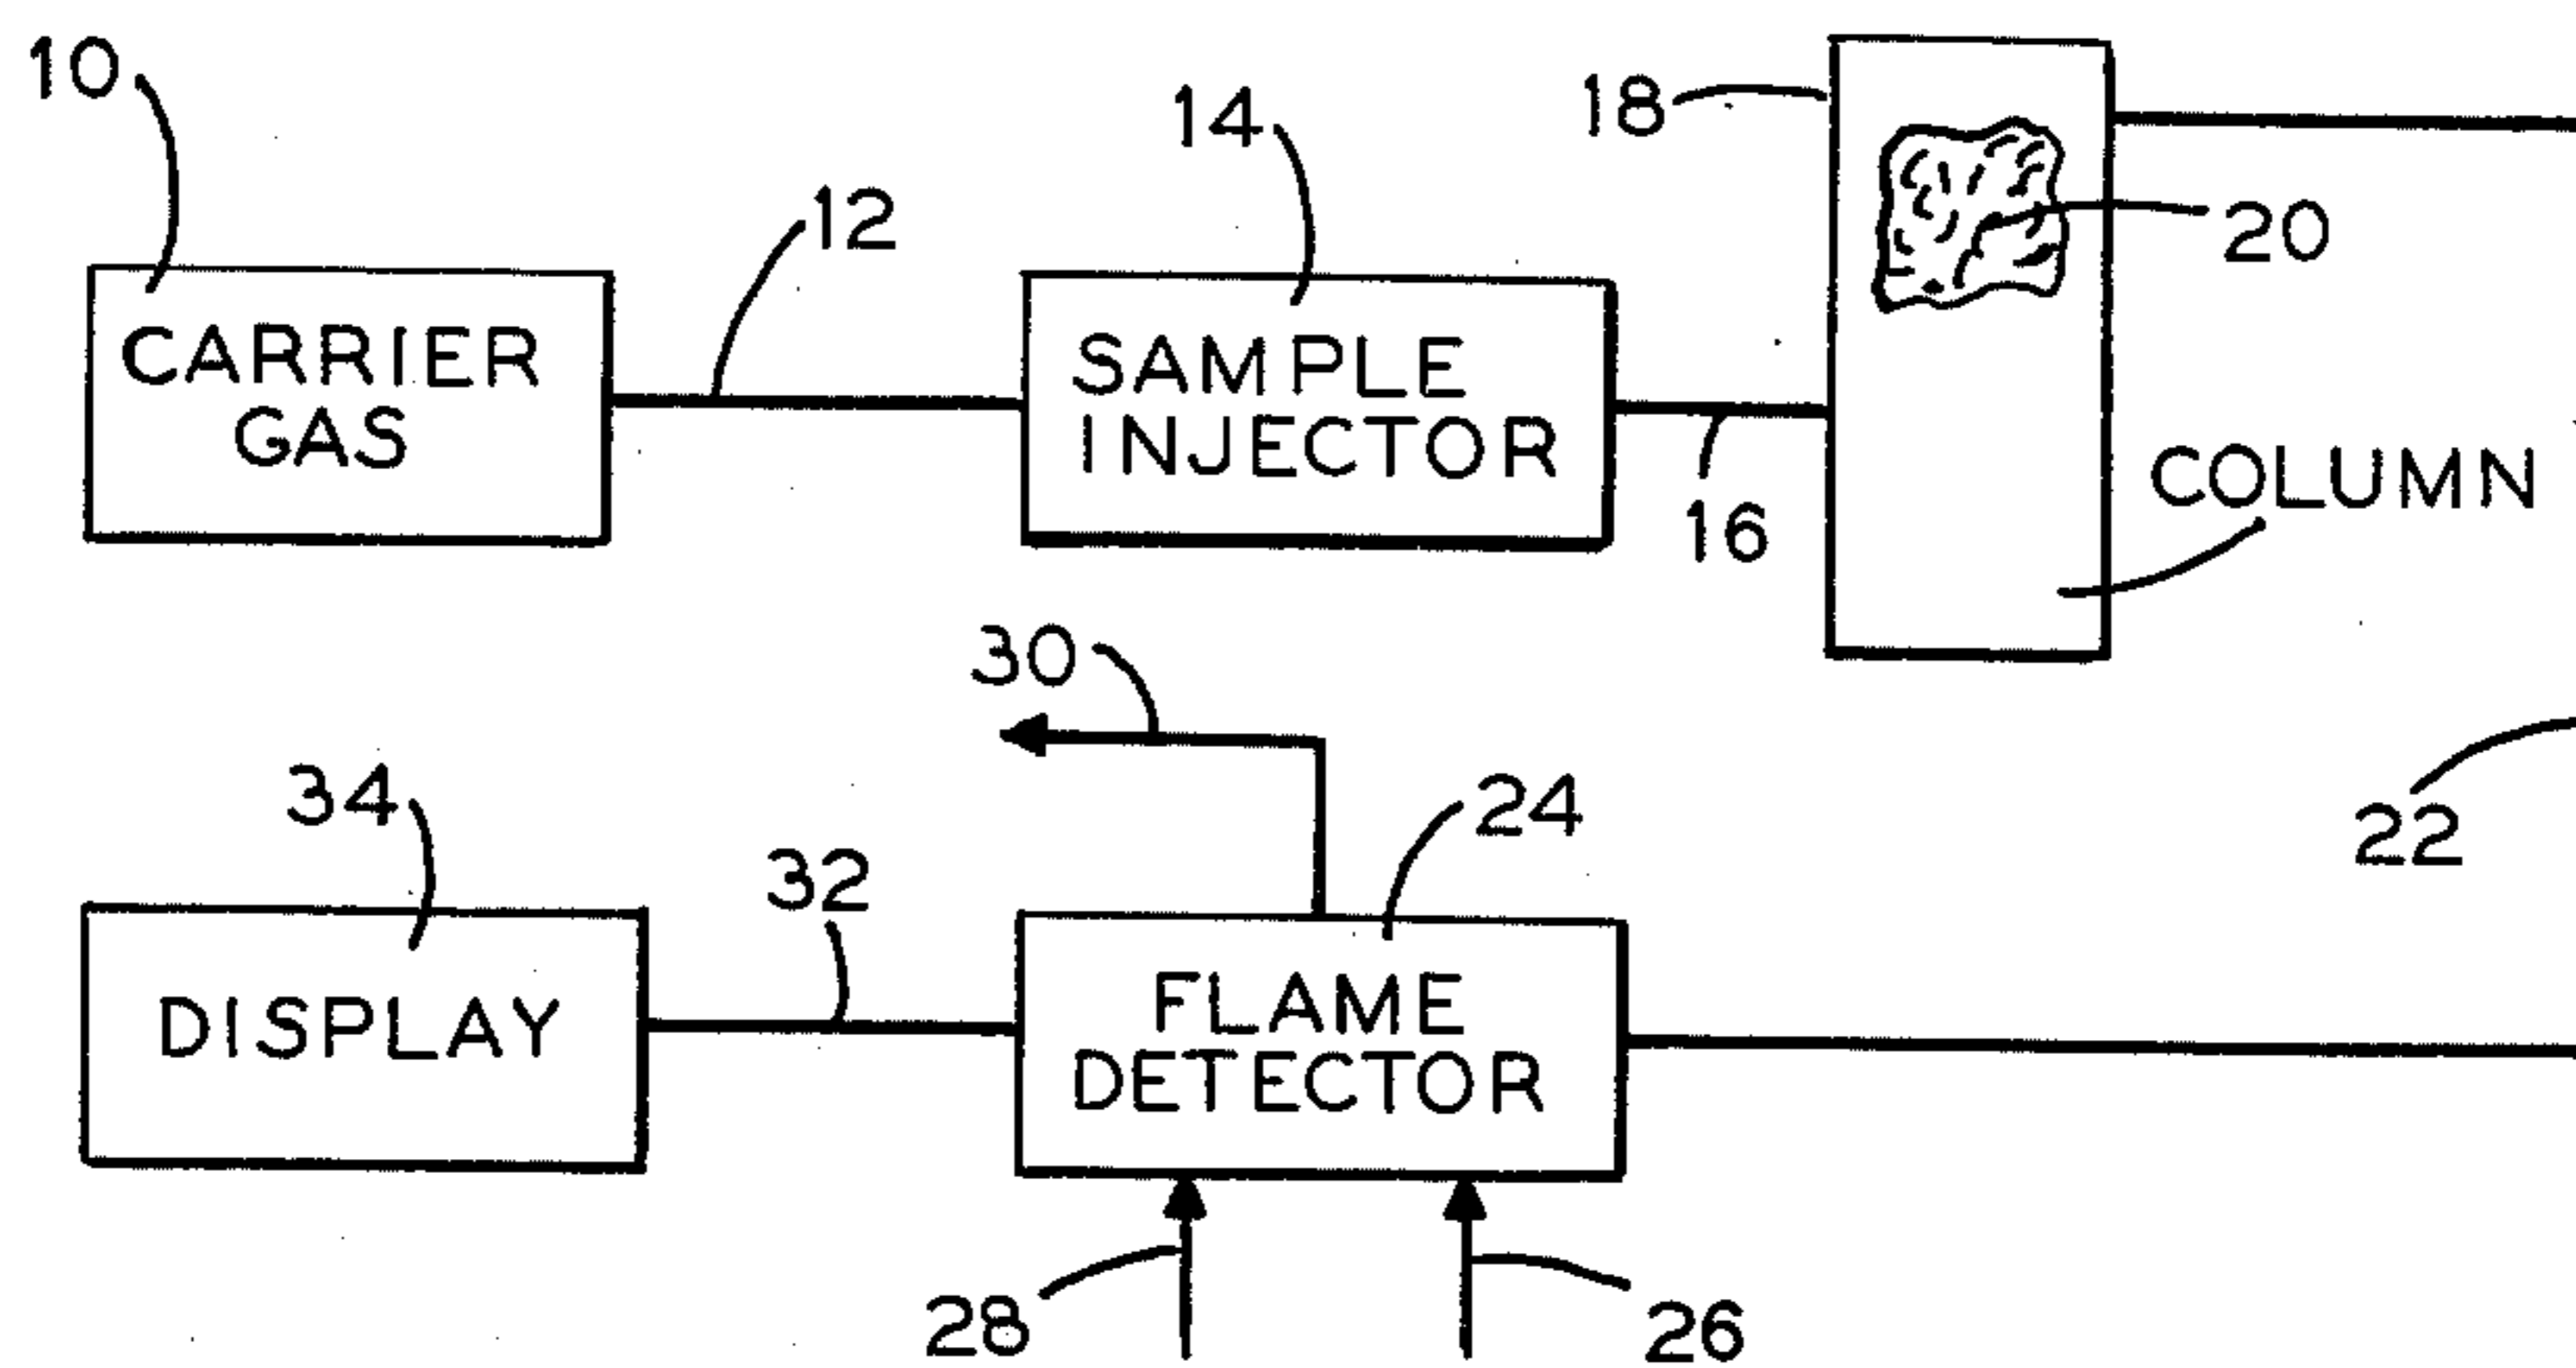 10
12
14
18
20
CARRIER
GAS
SAMPLE
INJECTOR
16
COLUMN
30
22
34
32
24
DISPLAY
FLAME
DETECTOR
28
26